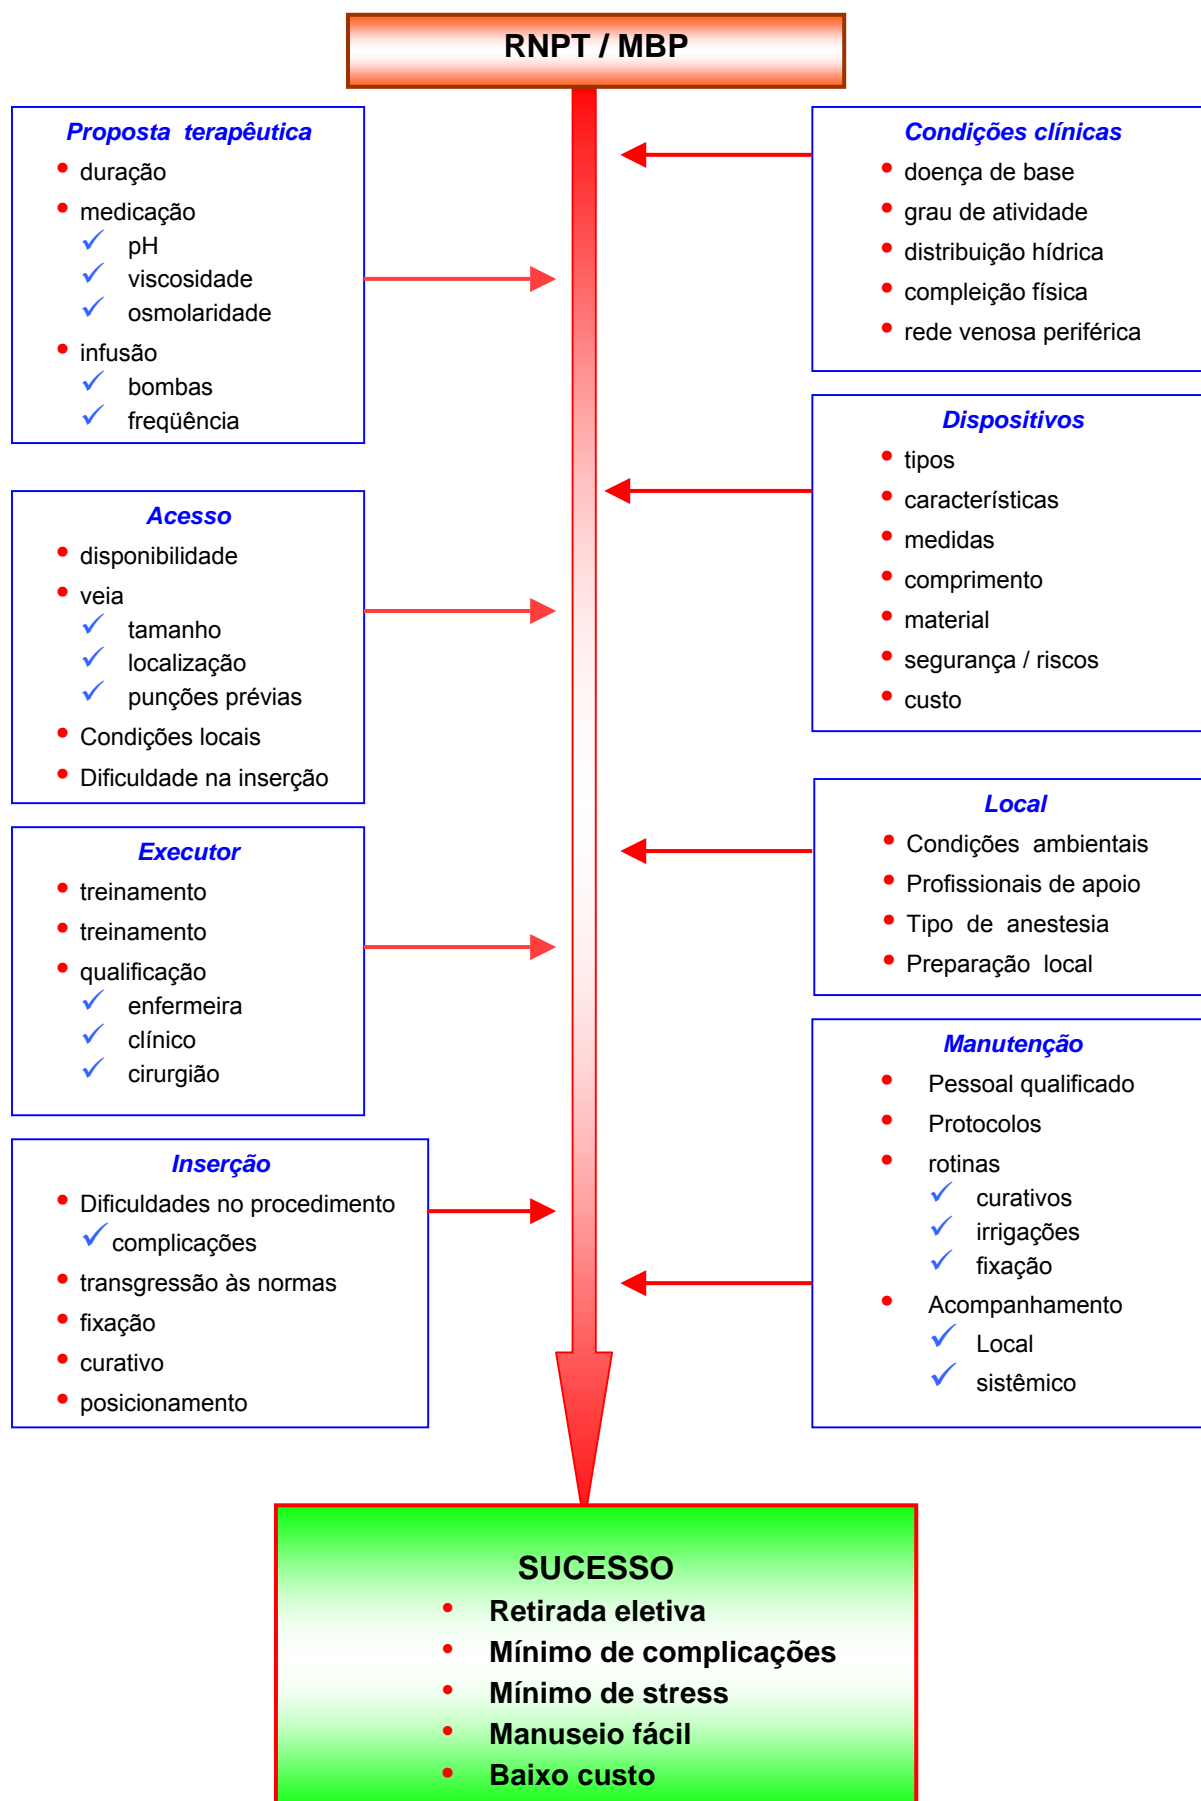 RNPT / MBP
Proposta terapêutica
duração
medicação
pH
viscosidade
osmolaridade
infusão
bombas
freqüência
Condições clínicas
doença de base
grau de atividade
distribuição hídrica
compleição física
rede venosa periférica
Dispositivos
tipos
características
medidas
comprimento
material
segurança / riscos
custo
Acesso
disponibilidade
veia
tamanho
localização
punções prévias
Condições locais
Dificuldade na inserção
Local
Condições ambientais
Profissionais de apoio
Tipo de anestesia
Preparação local
Executor
treinamento
treinamento
qualificação
enfermeira
clínico
cirurgião
Manutenção
Pessoal qualificado
Protocolos
rotinas
curativos
irrigações
fixação
Acompanhamento
Local
sistêmico
Inserção
Dificuldades no procedimento
complicações
transgressão às normas
fixação
curativo
posicionamento
SUCESSO
Retirada eletiva
Mínimo de complicações
Mínimo de stress
Manuseio fácil
Baixo custo